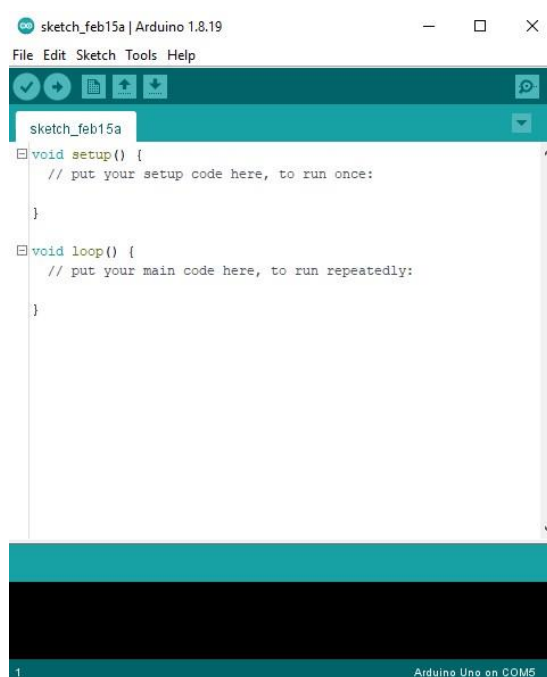 sketch_feb15a | Arduino 1.8.19
File Edit Sketch Tools Help
sketch_feb15a
void setup() {
  // put your setup code here, to run once:
}
void loop() {
  // put your main code here, to run repeatedly:
}
1 Arduino Uno on COM5